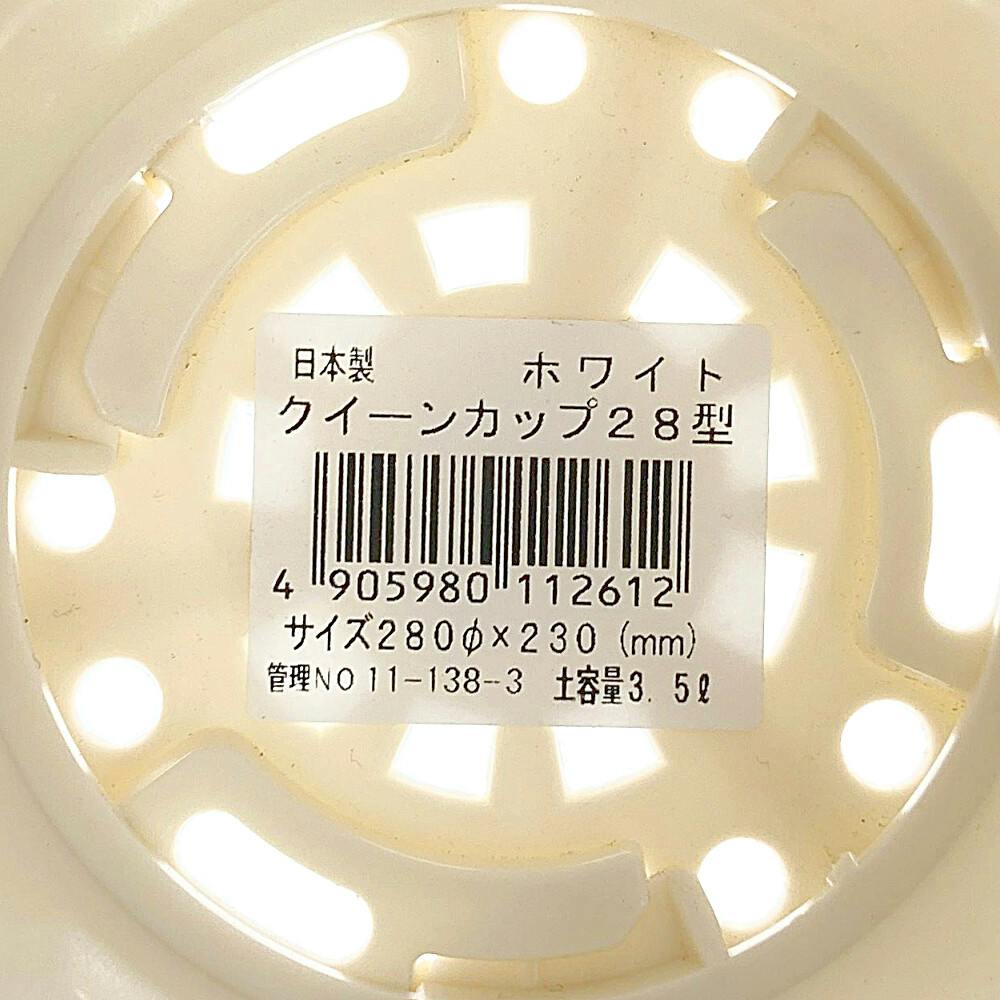 日本製 ホワイト
クイーンカップ28型
4 905980 112612
サイズ280φ×230 (mm)
管理NO 11-138-3 土容量3.5ℓ